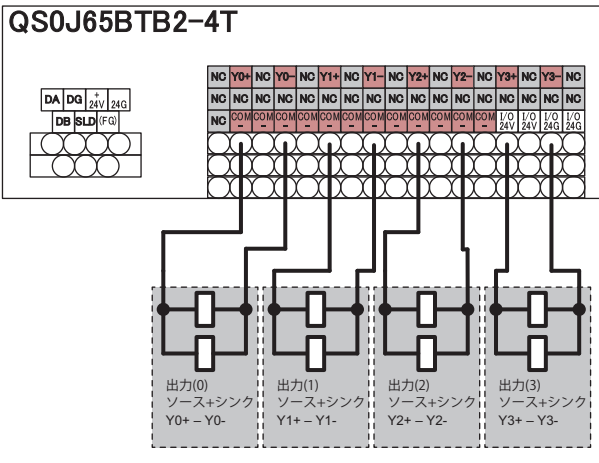 QS0J65BTB2-4T
NC Y0+ NC Y0- NC Y1+ NC Y1- NC Y2+ NC Y2- NC Y3+ NC Y3- NC
NC NC NC NC NC NC NC NC NC NC NC NC NC NC NC NC NC
NC COM- COM- COM- COM- COM- COM- COM- COM- COM- COM- COM- COM- I/O 24V I/O 24V I/O 24G I/O 24G
DA DG +24V 24G
DB SLD (FG)
出力(0)
ソース+シンク
Y0+ – Y0-
出力(1)
ソース+シンク
Y1+ – Y1-
出力(2)
ソース+シンク
Y2+ – Y2-
出力(3)
ソース+シンク
Y3+ – Y3-